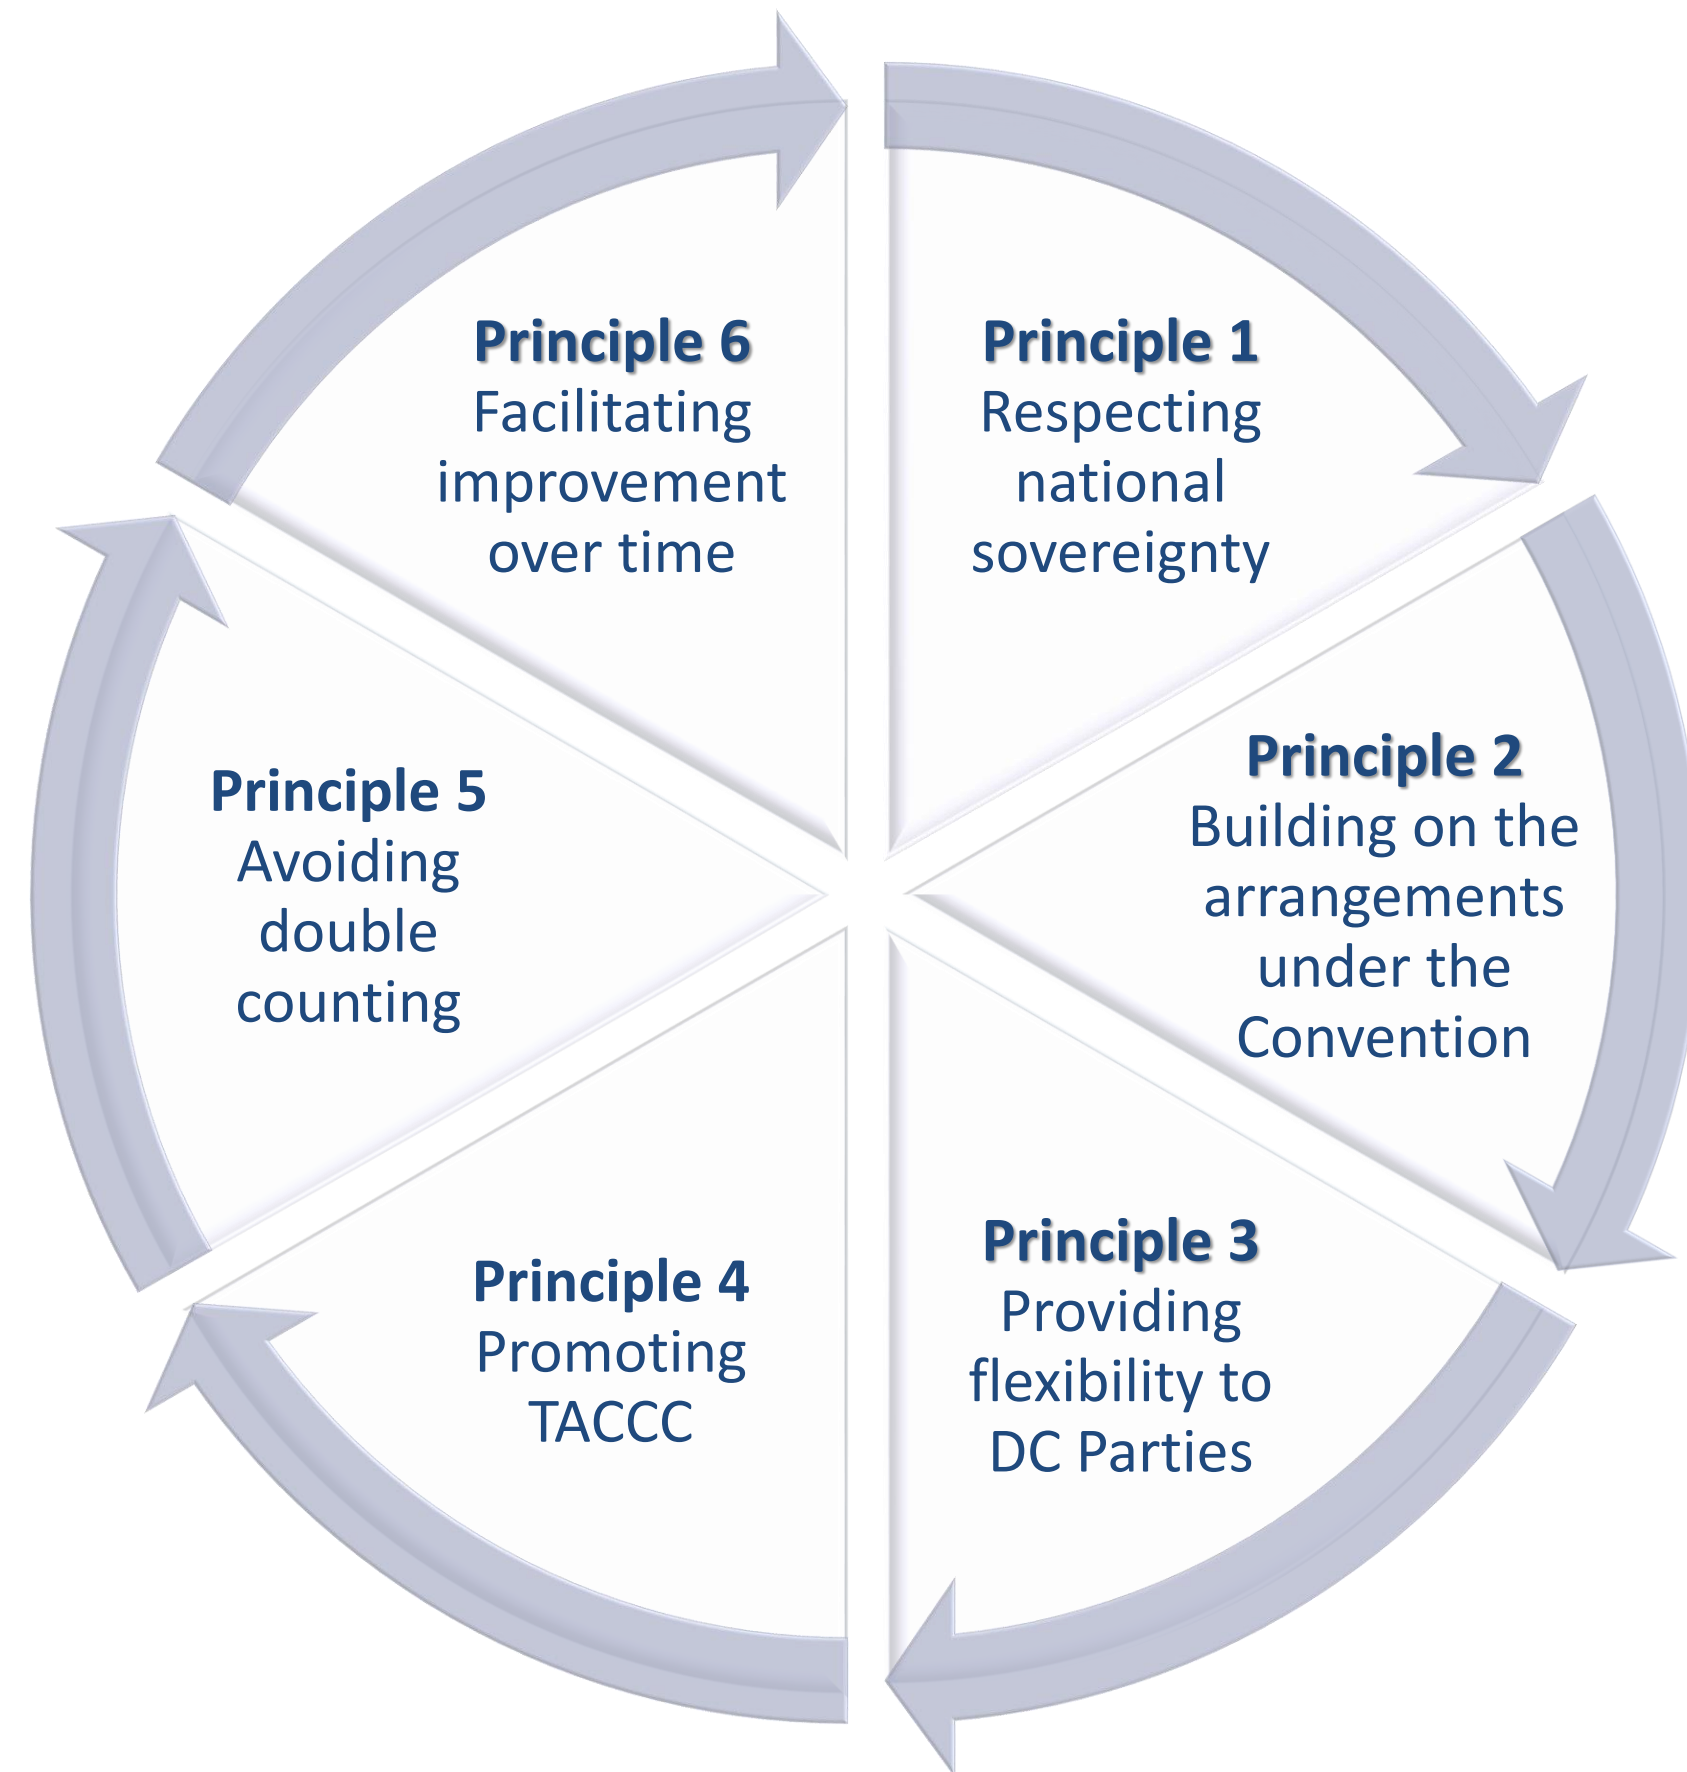 Principle 1
Respecting
national
sovereignty
Principle 2
Building on the
arrangements
under the
Convention
Principle 3
Providing
flexibility to
DC Parties
Principle 4
Promoting
TACCC
Principle 5
Avoiding
double
counting
Principle 6
Facilitating
improvement
over time